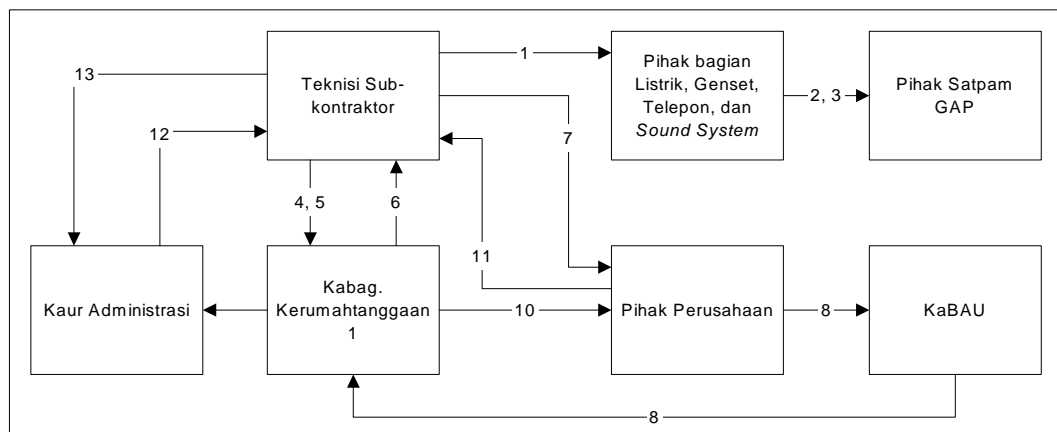 Teknisi Sub-
kontraktor
Pihak bagian
Listrik, Genset,
Telepon, dan
Sound System
Pihak Satpam
GAP
1
2, 3
13
12
7
4, 5
6
11
Kaur Administrasi
Kabag.
Kerumahtanggaan
1
10
Pihak Perusahaan
8
KaBAU
8